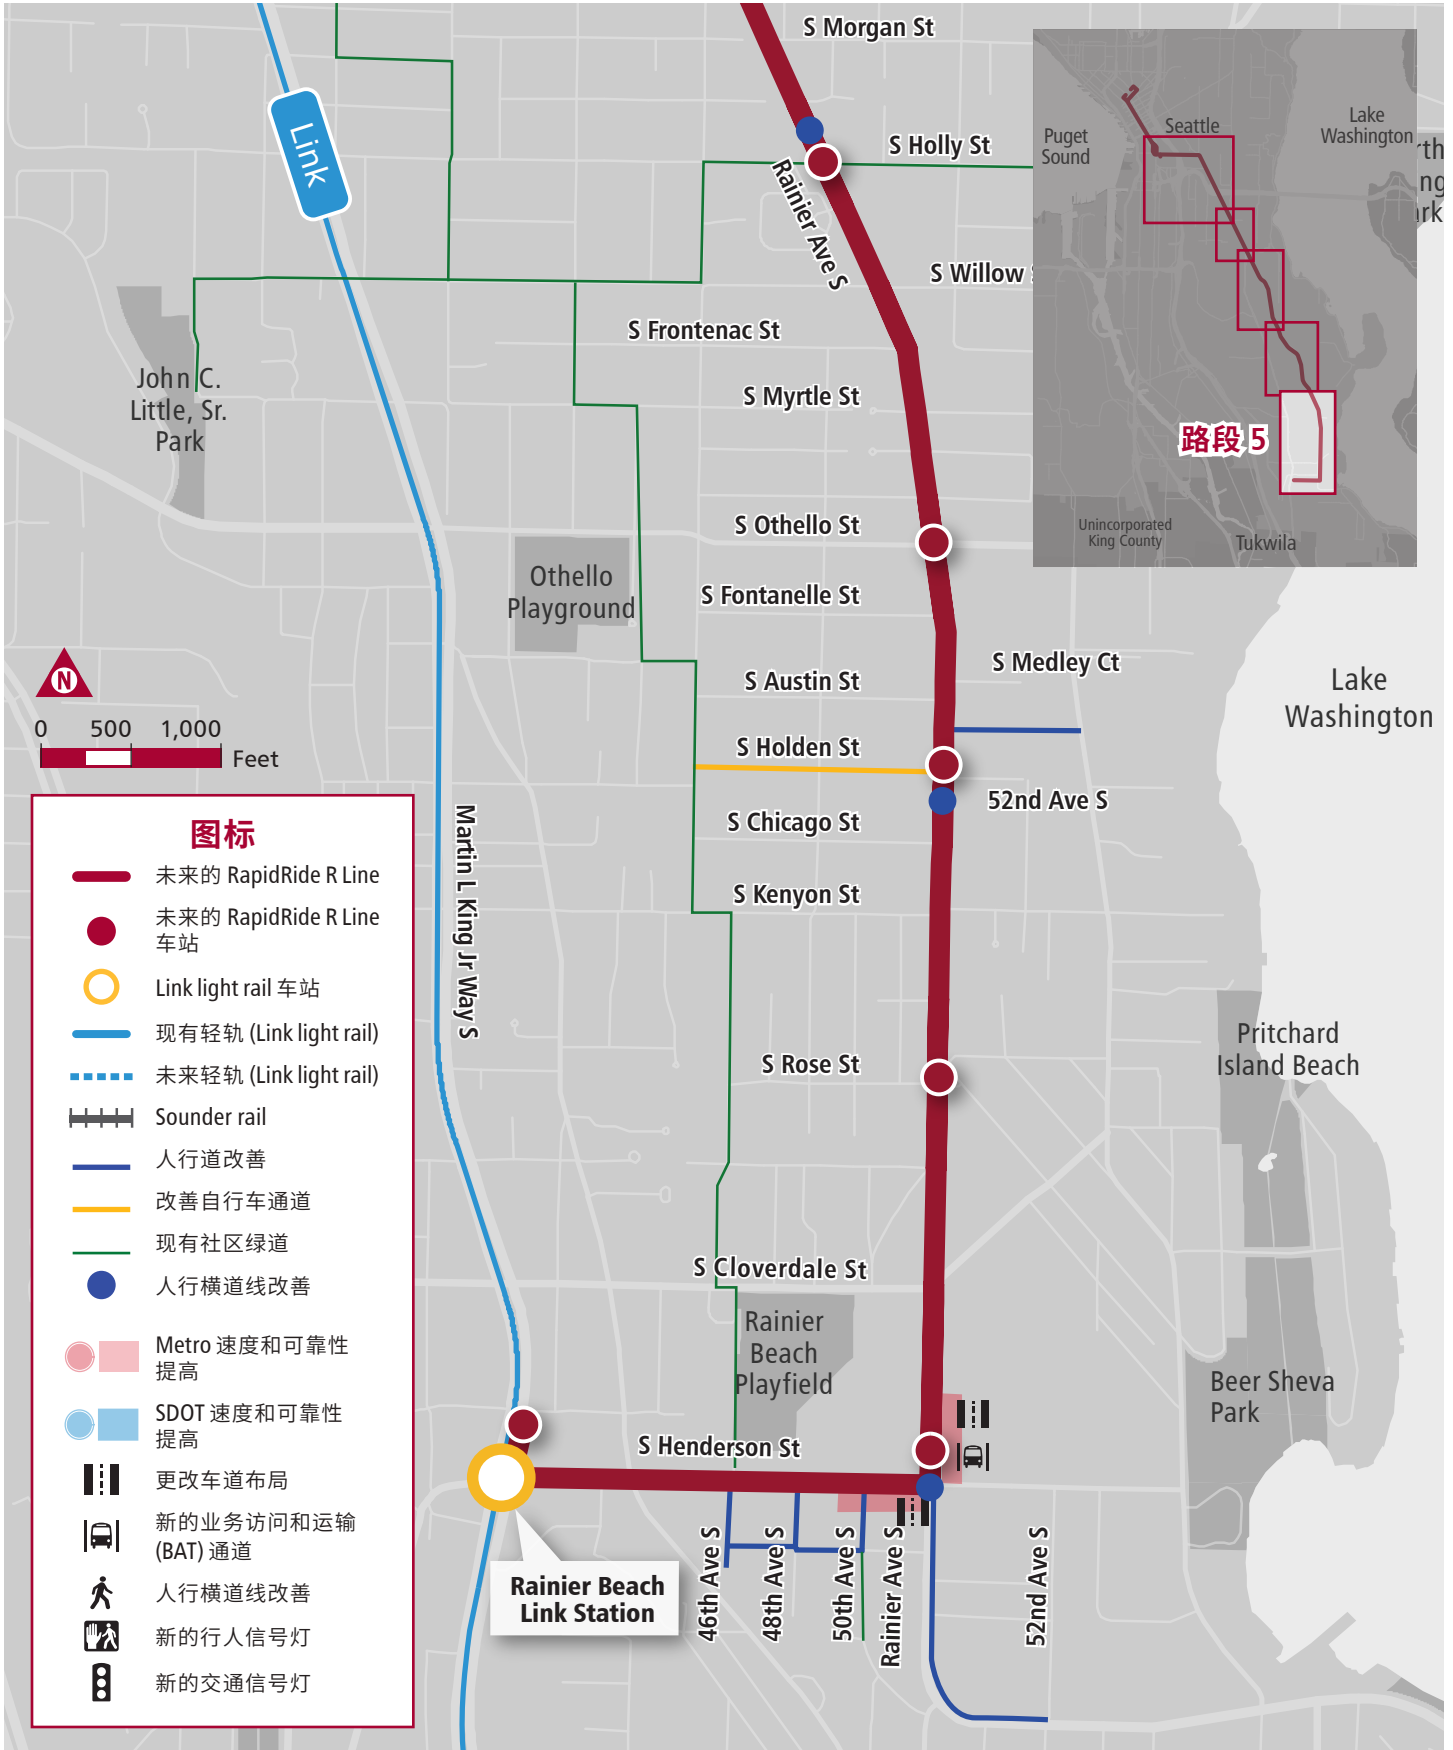 S Morgan St
Link
S Holly St
Rainier Ave S
S Willow S
S Frontenac St
S Myrtle St
John C.
Little, Sr.
Park
S Othello St
Othello
Playground
S Fontanelle St
S Austin St
S Medley Ct
S Holden St
52nd Ave S
S Chicago St
S Kenyon St
Martin L King Jr Way S
S Rose St
S Cloverdale St
Rainier
Beach
Playfield
S Henderson St
Rainier Beach
Link Station
46th Ave S
48th Ave S
50th Ave S
Rainier Ave S
52nd Ave S
Lake
Washington
Pritchard
Island Beach
Beer Sheva
Park
Puget
Sound
Seattle
Lake
Washington
rth
ng
ark
路段 5
Unincorporated
King County
Tukwila
N
0 500 1,000
Feet
图标
未来的 RapidRide R Line
未来的 RapidRide R Line
车站
Link light rail 车站
现有轻轨 (Link light rail)
未来轻轨 (Link light rail)
Sounder rail
人行道改善
改善自行车通道
现有社区绿道
人行横道线改善
Metro 速度和可靠性
提高
SDOT 速度和可靠性
提高
更改车道布局
新的业务访问和运输
(BAT) 通道
人行横道线改善
新的行人信号灯
新的交通信号灯